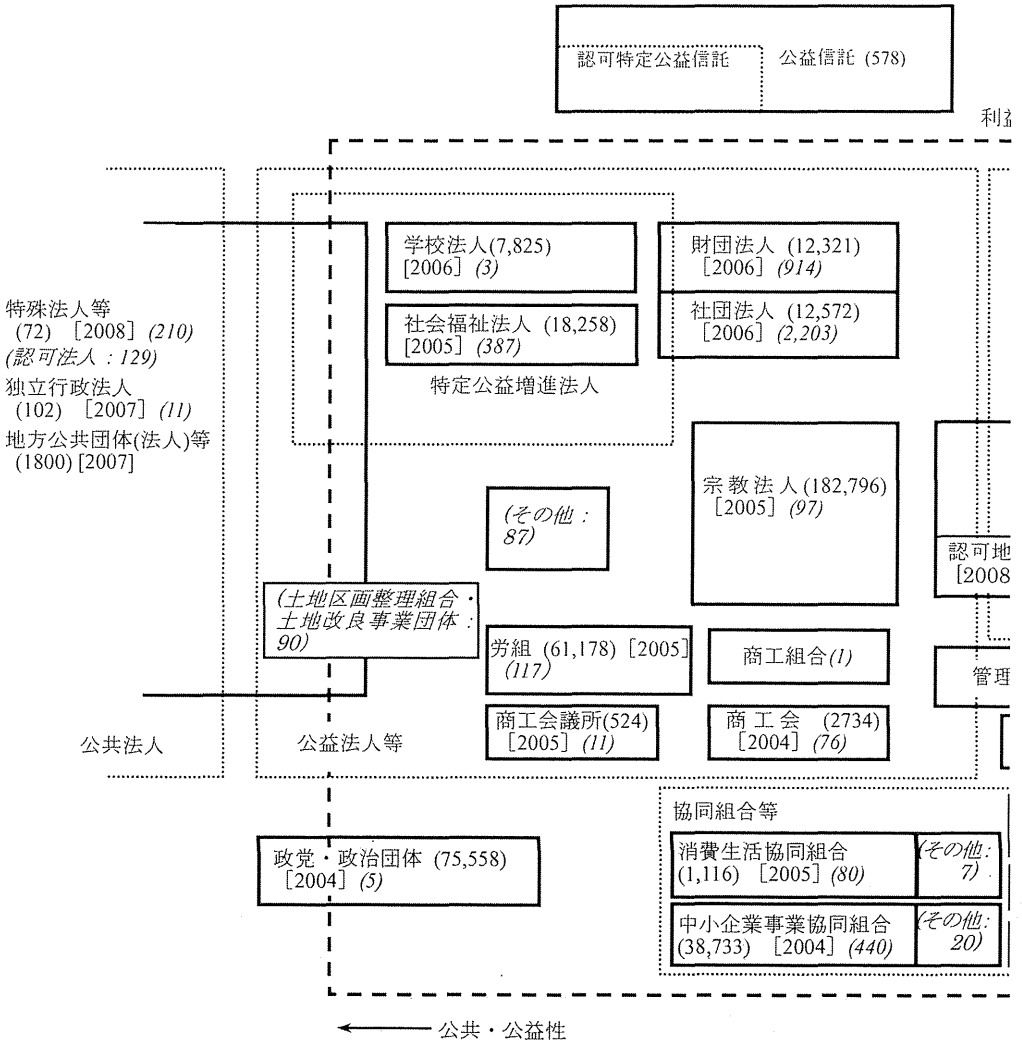 認可特定公益信託
公益信託 (578)
利益
学校法人(7,825)
[2006] (3)
財団法人 (12,321)
[2006] (914)
社会福祉法人 (18,258)
[2005] (387)
社団法人 (12,572)
[2006] (2,203)
特定公益増進法人
特殊法人等
(72) [2008] (210)
(認可法人：129)
独立行政法人
(102) [2007] (11)
地方公共団体(法人)等
(1800) [2007]
宗教法人(182,796)
[2005] (97)
(その他：
87)
認可地
[2008
(土地区画整理組合・
土地改良事業団体：
90)
労組 (61,178) [2005]
(117)
商工組合(1)
管理
商工会議所(524)
[2005] (11)
商工会 (2734)
[2004] (76)
公共法人
公益法人等
協同組合等
政党・政治団体 (75,558)
[2004] (5)
消費生活協同組合
(1,116) [2005] (80)
(その他：
7)
中小企業事業協同組合
(38,733) [2004] (440)
(その他：
20)
公共・公益性